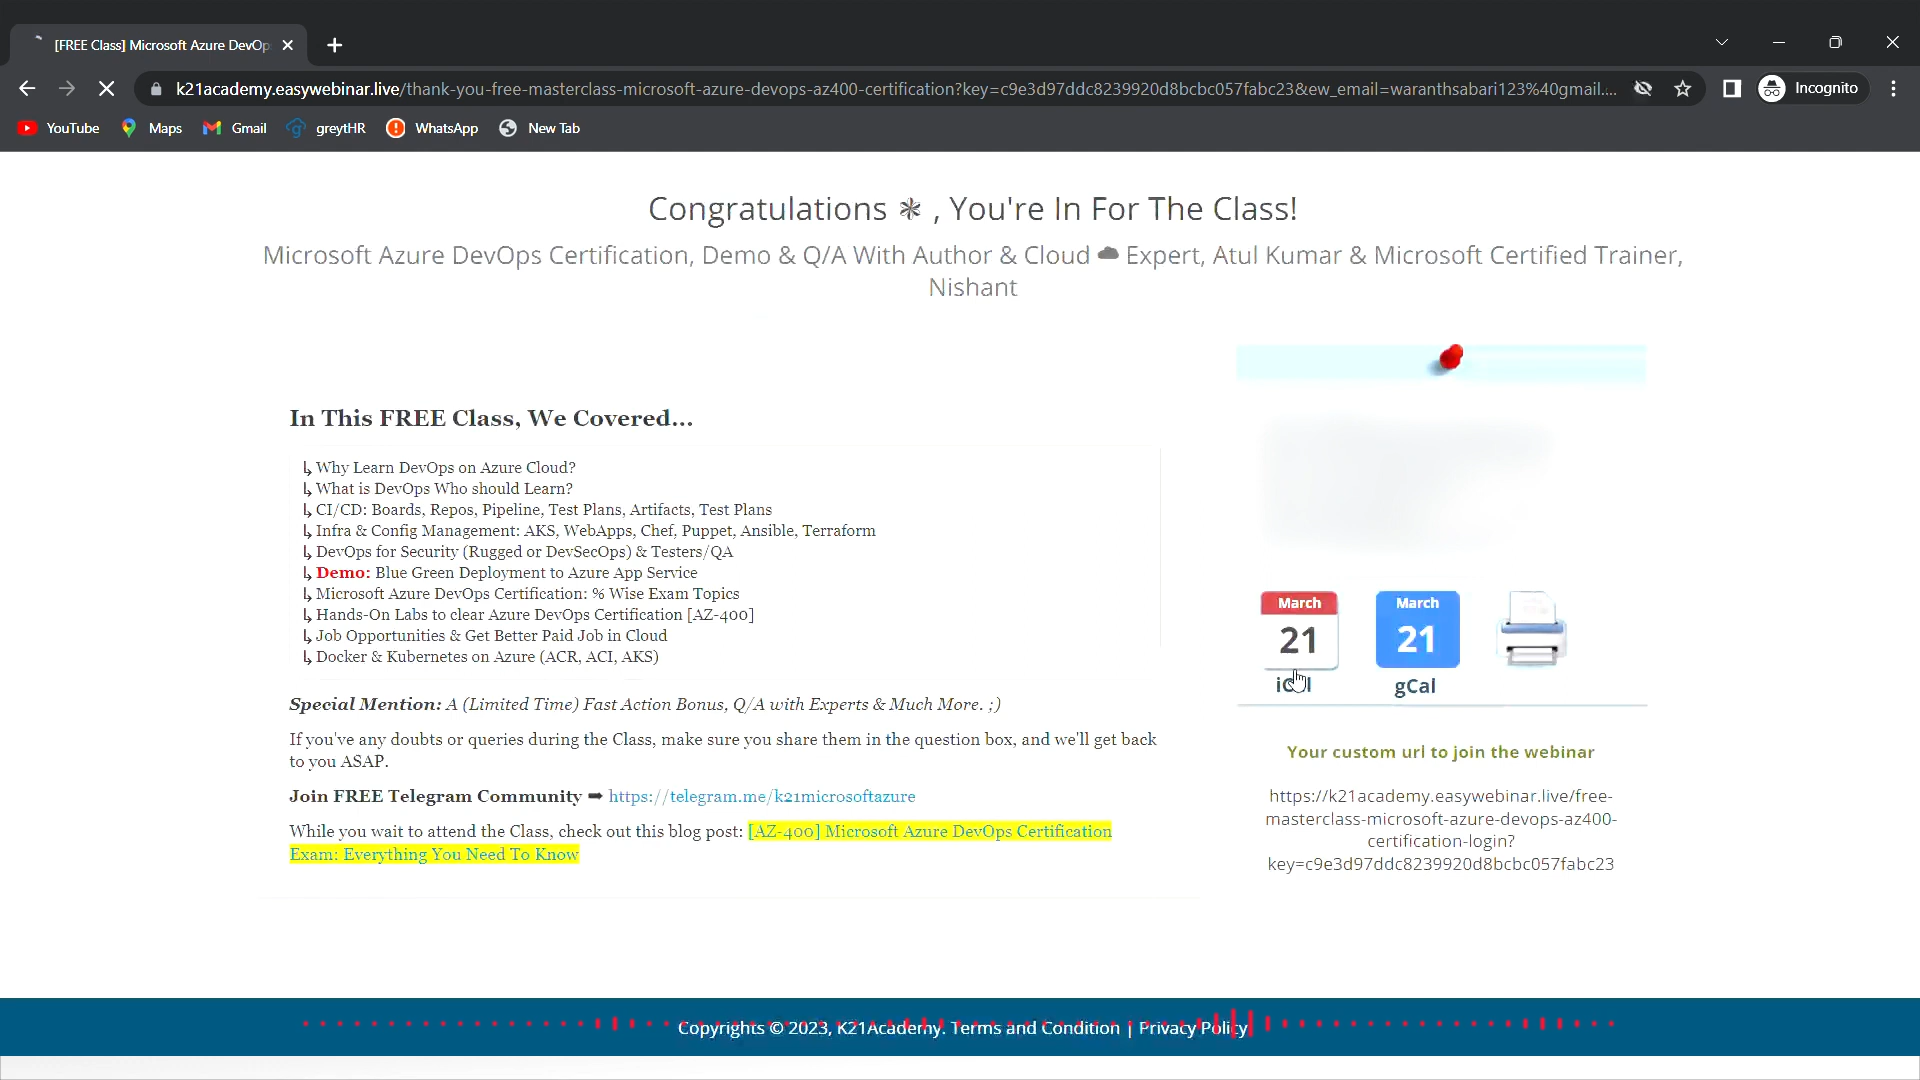 [FREE Class] Microsoft Azure DevOp
k21academy.easywebinar.live/thank-you-free-masterclass-microsoft-azure-devops-az400-certification?key=c9e3d97ddc8239920d8bcbc057fabc23&ew_email=waranthsabari123%40gmail....
Incognito
YouTube Maps Gmail greytHR WhatsApp New Tab
Congratulations ❃ , You're In For The Class!
Microsoft Azure DevOps Certification, Demo & Q/A With Author & Cloud ☁ Expert, Atul Kumar & Microsoft Certified Trainer,
Nishant
In This FREE Class, We Covered...
↳ Why Learn DevOps on Azure Cloud?
↳ What is DevOps Who should Learn?
↳ CI/CD: Boards, Repos, Pipeline, Test Plans, Artifacts, Test Plans
↳ Infra & Config Management: AKS, WebApps, Chef, Puppet, Ansible, Terraform
↳ DevOps for Security (Rugged or DevSecOps) & Testers/QA
↳ Demo: Blue Green Deployment to Azure App Service
↳ Microsoft Azure DevOps Certification: % Wise Exam Topics
↳ Hands-On Labs to clear Azure DevOps Certification [AZ-400]
↳ Job Opportunities & Get Better Paid Job in Cloud
↳ Docker & Kubernetes on Azure (ACR, ACI, AKS)
Special Mention: A (Limited Time) Fast Action Bonus, Q/A with Experts & Much More. ;)
If you've any doubts or queries during the Class, make sure you share them in the question box, and we'll get back
to you ASAP.
Join FREE Telegram Community ➡ https://telegram.me/k21microsoftazure
While you wait to attend the Class, check out this blog post: [AZ-400] Microsoft Azure DevOps Certification
Exam: Everything You Need To Know
March March
21 21
iCal gCal
Your custom url to join the webinar
https://k21academy.easywebinar.live/free-
masterclass-microsoft-azure-devops-az400-
certification-login?
key=c9e3d97ddc8239920d8bcbc057fabc23
Copyrights © 2023, K21Academy. Terms and Condition | Privacy Policy